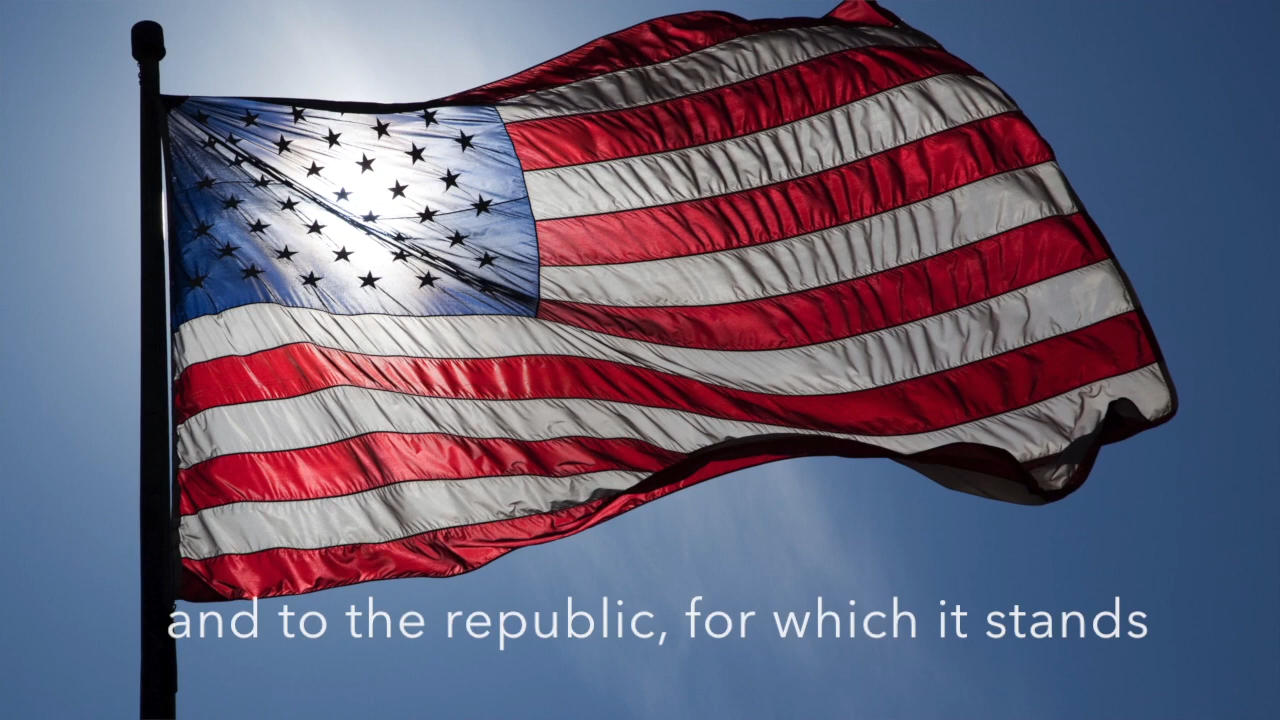 and to the republic, for which it stands